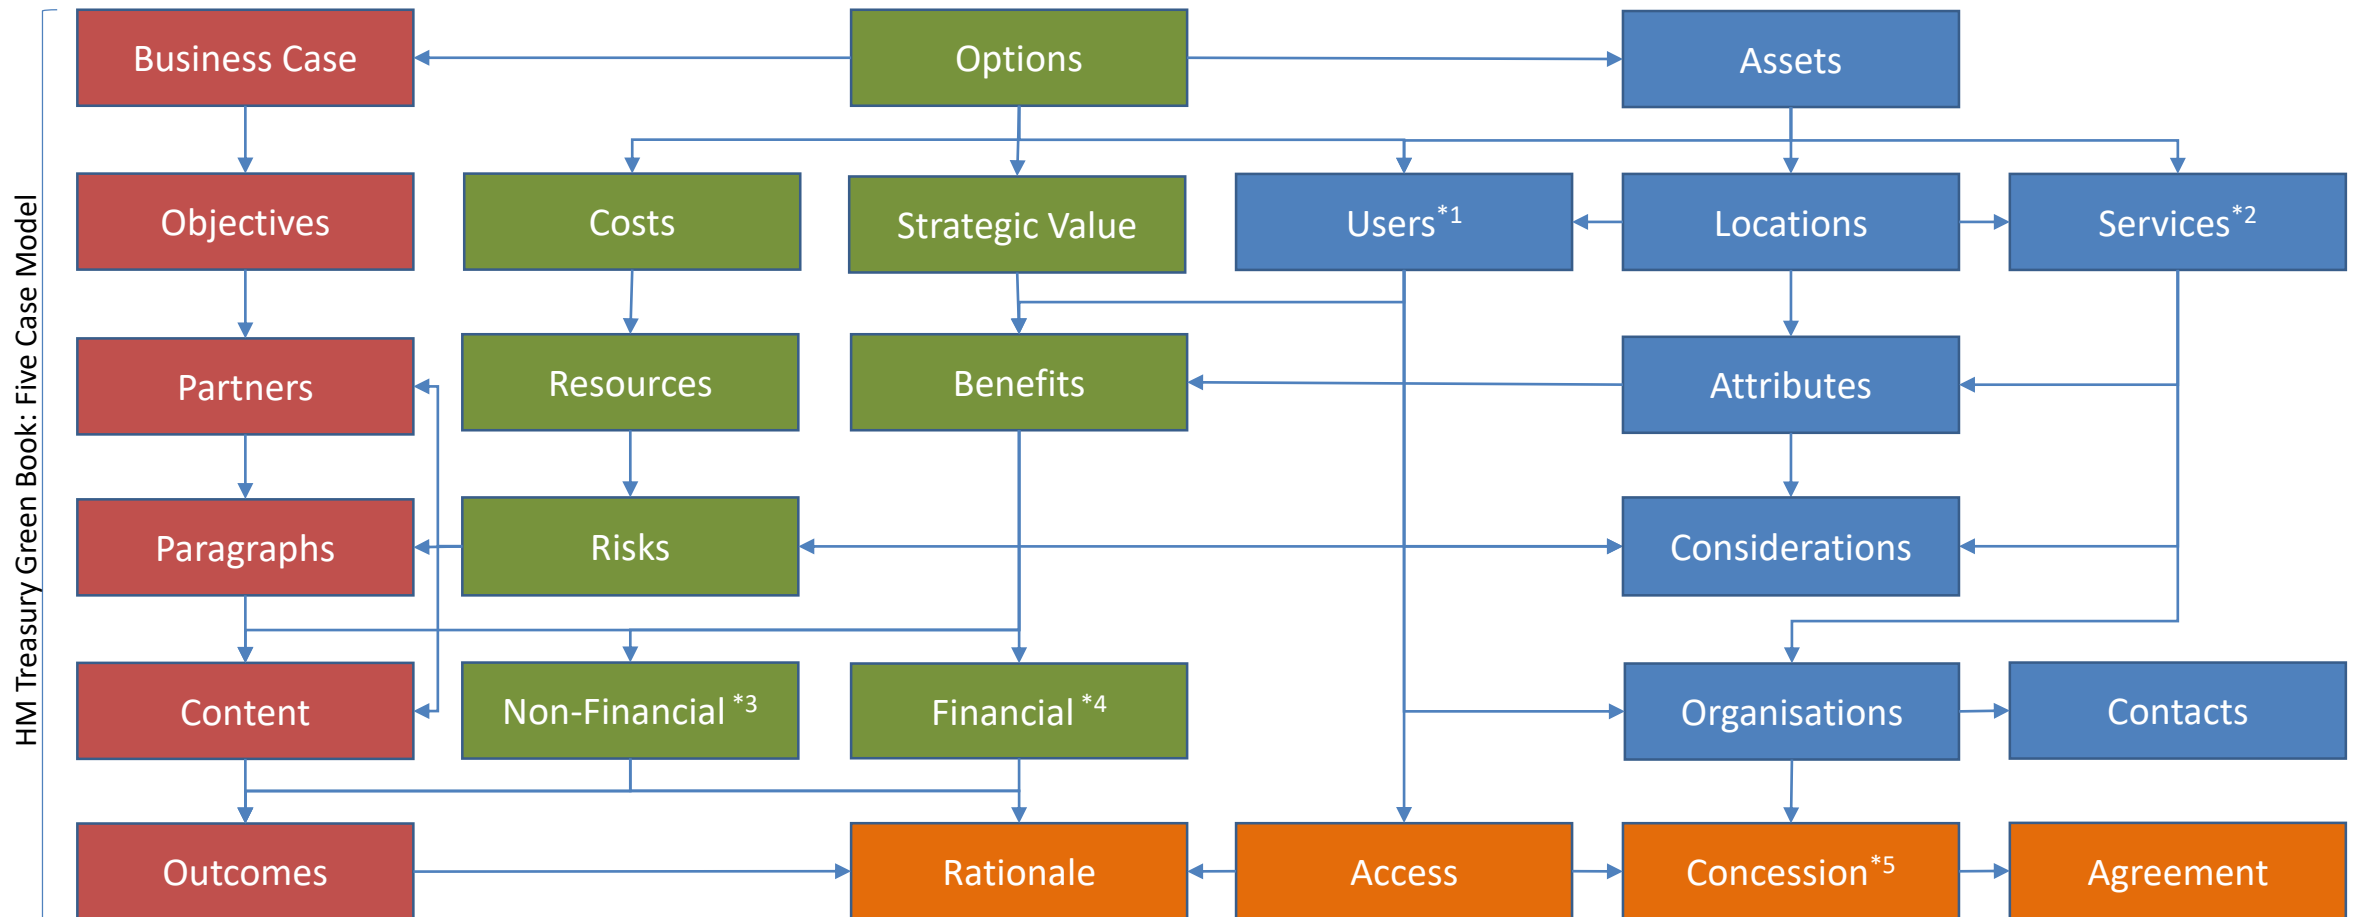 HM Treasury Green Book: Five Case Model
Business Case
Options
Assets
Objectives
Costs
Strategic Value
Users*1
Locations
Services*2
Partners
Resources
Benefits
Attributes
Paragraphs
Risks
Considerations
Content
Non-Financial *3
Financial *4
Organisations
Contacts
Outcomes
Rationale
Access
Concession*5
Agreement